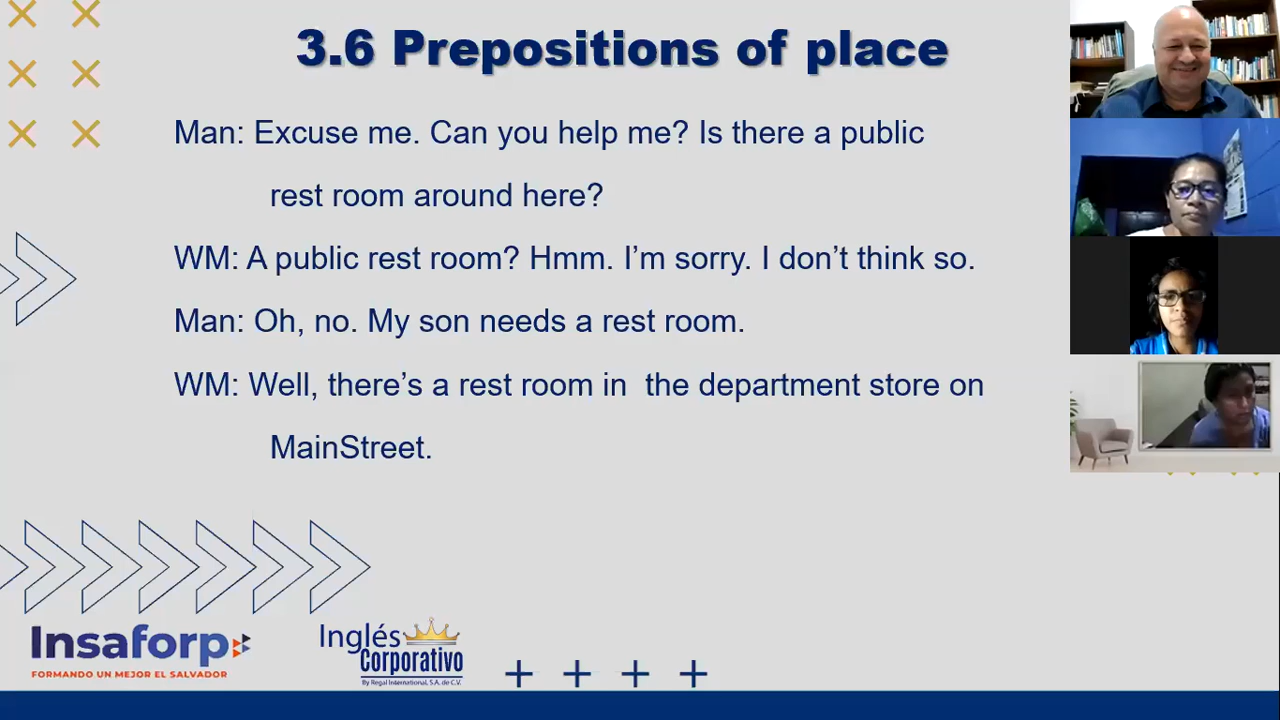 3.6 Prepositions of place
Man: Excuse me. Can you help me? Is there a public
rest room around here?
WM: A public rest room? Hmm. I’m sorry. I don’t think so.
Man: Oh, no. My son needs a rest room.
WM: Well, there’s a rest room in the department store on
MainStreet.
Insaforp
FORMANDO UN MEJOR EL SALVADOR
Inglés
Corporativo
By Regal International, S.A. de C.V.